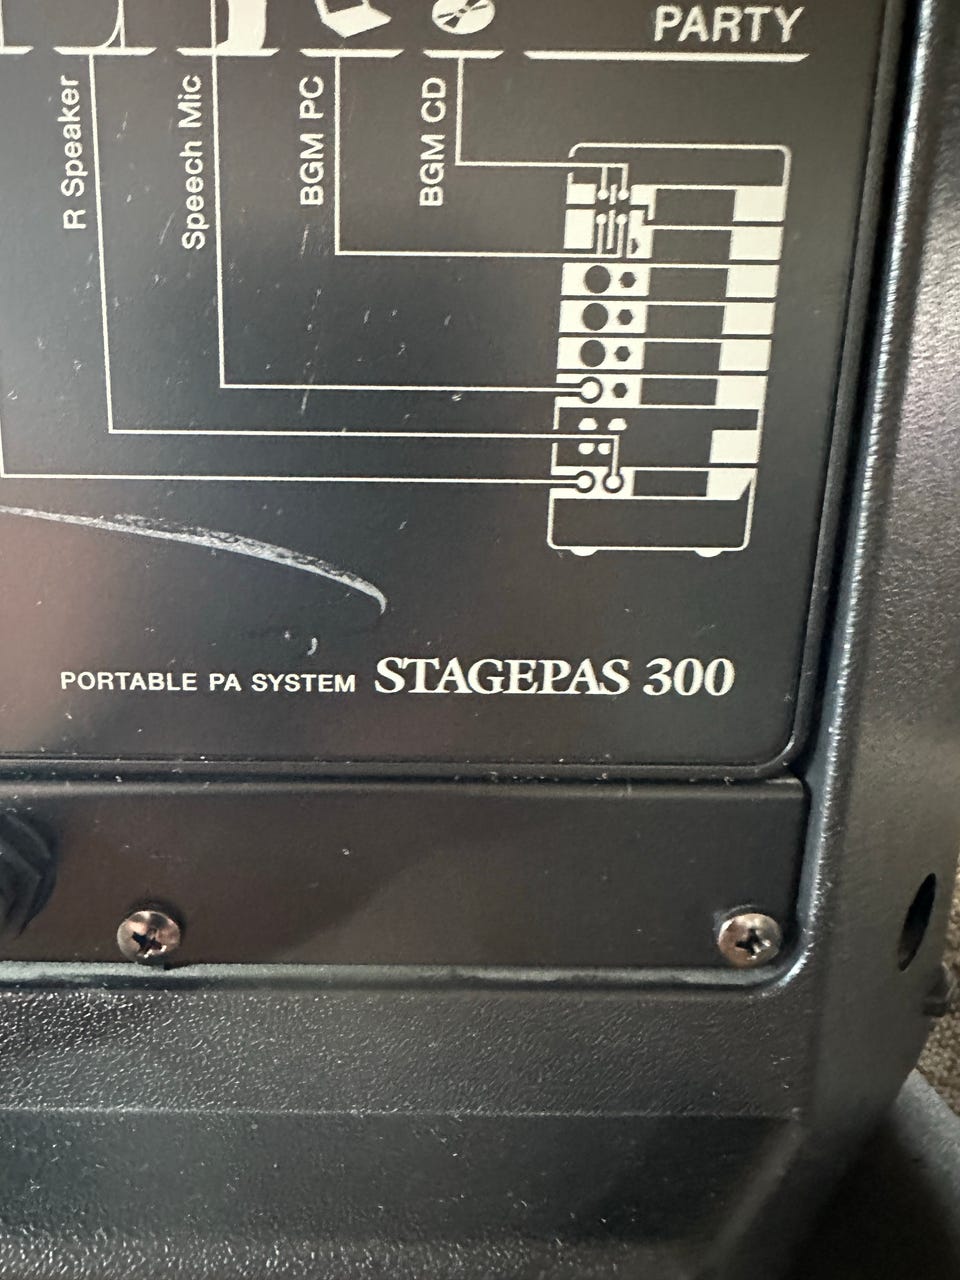 PARTY
R Speaker
Speech Mic
BGM PC
BGM CD
PORTABLE PA SYSTEM STAGEPAS 300